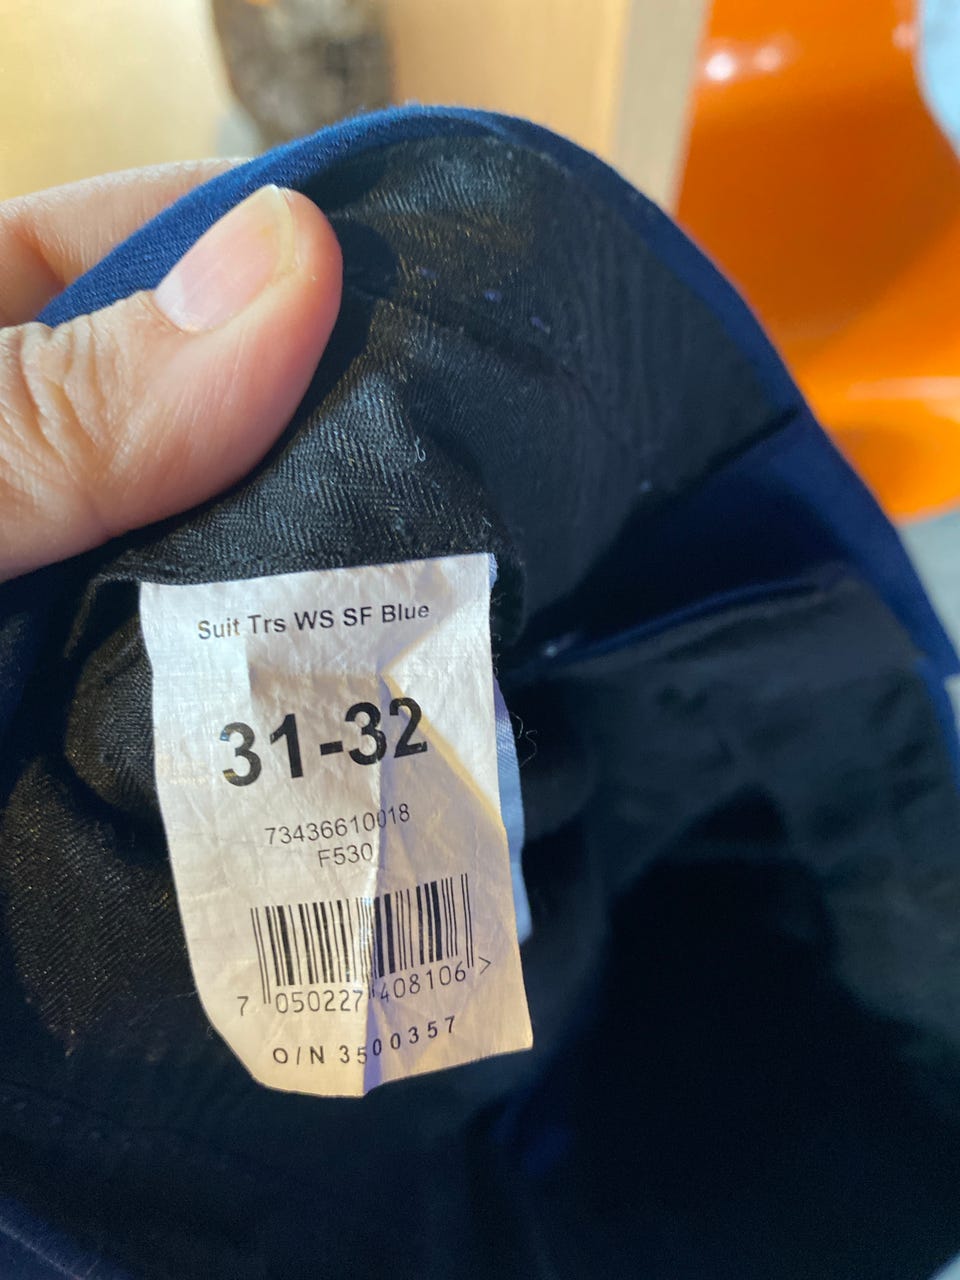 Suit Trs WS SF Blue
31-32
73436610018
F530
7 050227 408106 >
O/N 3500357